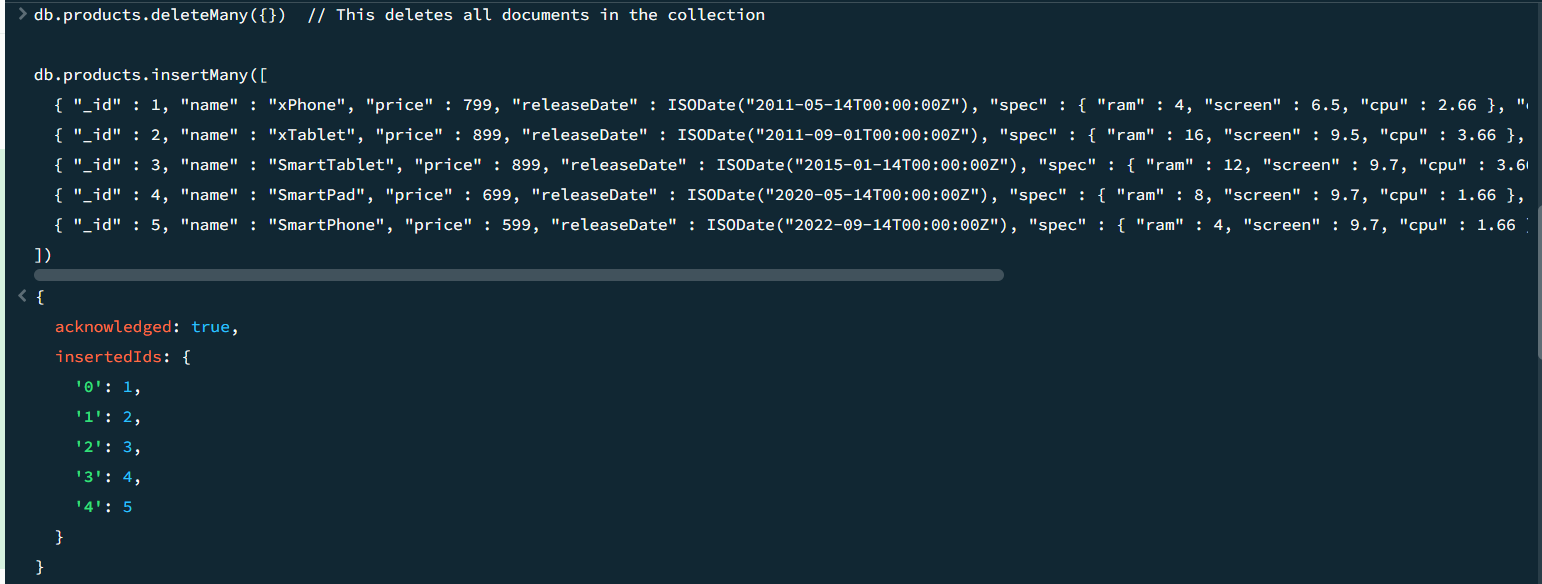 > db.products.deleteMany({})  // This deletes all documents in the collection
db.products.insertMany([
{ "_id" : 1, "name" : "xPhone", "price" : 799, "releaseDate" : ISODate("2011-05-14T00:00:00Z"), "spec" : { "ram" : 4, "screen" : 6.5, "cpu" : 2.66 }, "
{ "_id" : 2, "name" : "xTablet", "price" : 899, "releaseDate" : ISODate("2011-09-01T00:00:00Z"), "spec" : { "ram" : 16, "screen" : 9.5, "cpu" : 3.66 },
{ "_id" : 3, "name" : "SmartTablet", "price" : 899, "releaseDate" : ISODate("2015-01-14T00:00:00Z"), "spec" : { "ram" : 12, "screen" : 9.7, "cpu" : 3.6
{ "_id" : 4, "name" : "SmartPad", "price" : 699, "releaseDate" : ISODate("2020-05-14T00:00:00Z"), "spec" : { "ram" : 8, "screen" : 9.7, "cpu" : 1.66 },
{ "_id" : 5, "name" : "SmartPhone", "price" : 599, "releaseDate" : ISODate("2022-09-14T00:00:00Z"), "spec" : { "ram" : 4, "screen" : 9.7, "cpu" : 1.66
])
< {
acknowledged: true,
insertedIds: {
'0': 1,
'1': 2,
'2': 3,
'3': 4,
'4': 5
}
}